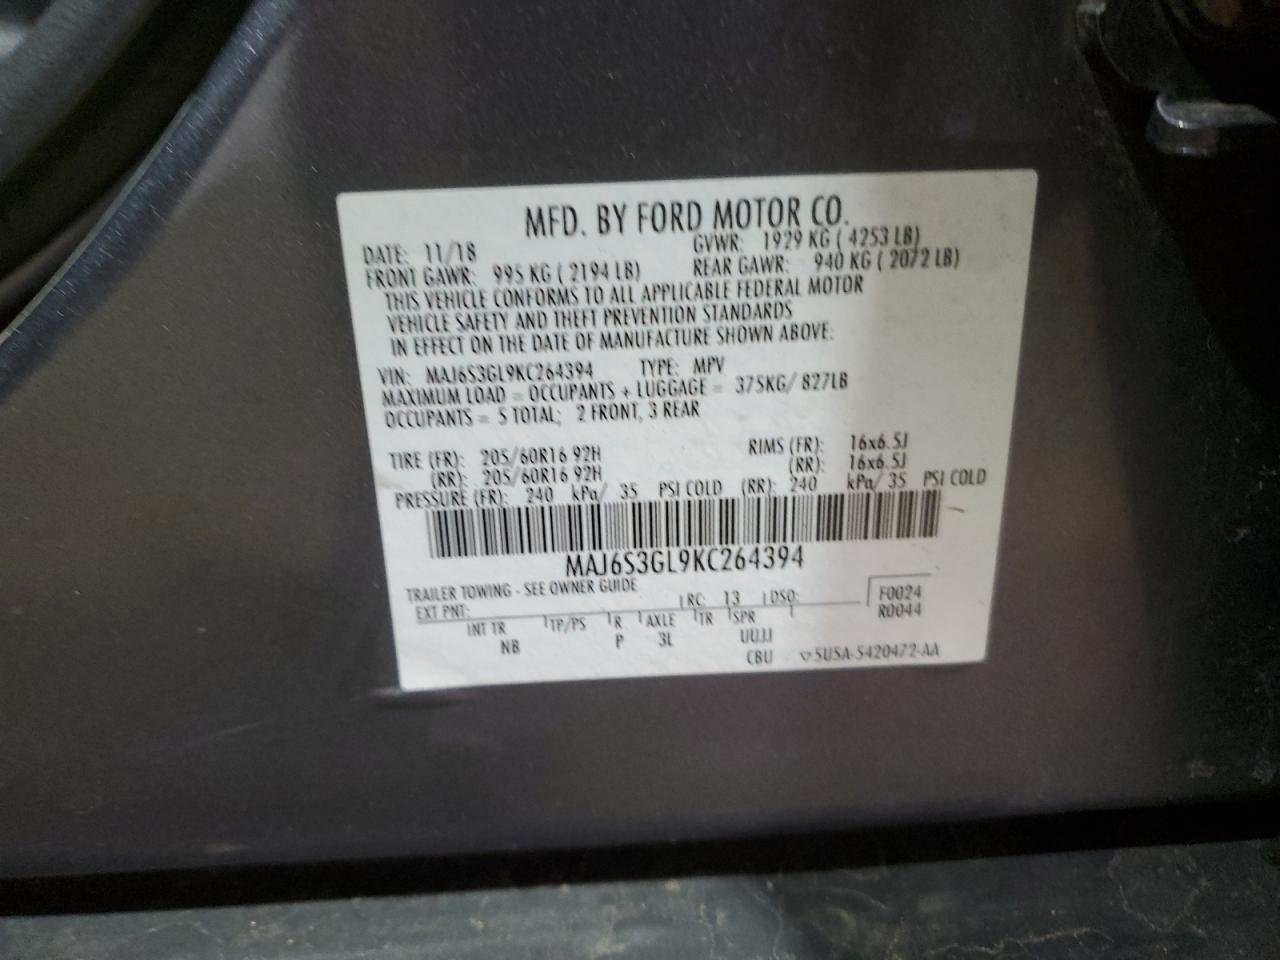 MFD. BY FORD MOTOR CO.
DATE: 11/18 GVWR: 1929 KG ( 4253 LB)
FRONT GAWR: 995 KG ( 2194 LB) REAR GAWR: 940 KG ( 2072 LB)
THIS VEHICLE CONFORMS TO ALL APPLICABLE FEDERAL MOTOR
VEHICLE SAFETY AND THEFT PREVENTION STANDARDS
IN EFFECT ON THE DATE OF MANUFACTURE SHOWN ABOVE.
VIN: MAJ6S3GL9KC264394 TYPE: MPV
MAXIMUM LOAD = OCCUPANTS + LUGGAGE = 375KG/ 827LB
OCCUPANTS = 5 TOTAL; 2 FRONT, 3 REAR
TIRE (FR): 205/60R16 92H RIMS (FR): 16x6.5J
(RR): 205/60R16 92H (RR): 16x6.5J
PRESSURE (FR): 240 kPa/ 35 PSI COLD (RR): 240 kPa/ 35 PSI COLD
MAJ6S3GL9KC264394
TRAILER TOWING - SEE OWNER GUIDE
EXT PNT: RC: 13 DSO: F0024
INT TR TP/PS R AXLE TR SPR R0044
NB P 3L UUJJ
CBU 5U5A-5420472-AA